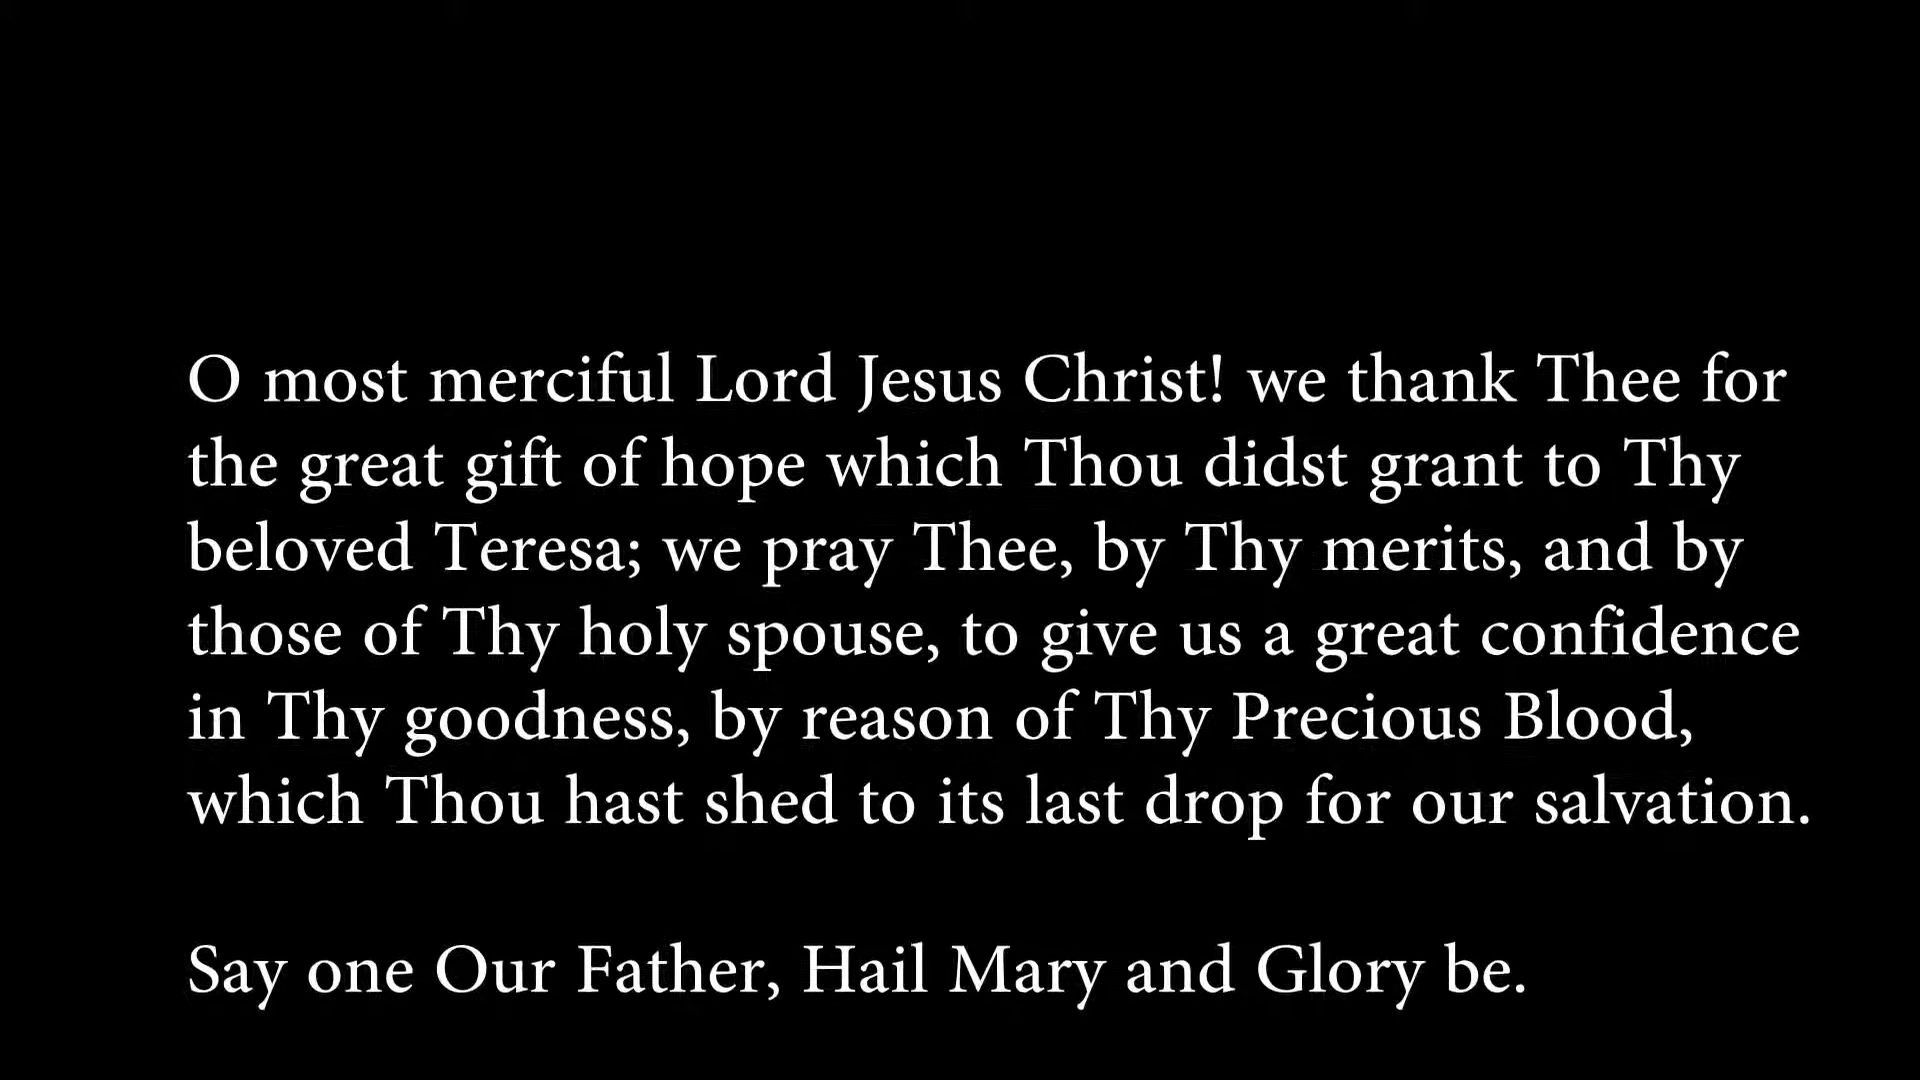 O most merciful Lord Jesus Christ! we thank Thee for
the great gift of hope which Thou didst grant to Thy
beloved Teresa; we pray Thee, by Thy merits, and by
those of Thy holy spouse, to give us a great confidence
in Thy goodness, by reason of Thy Precious Blood,
which Thou hast shed to its last drop for our salvation.
Say one Our Father, Hail Mary and Glory be.